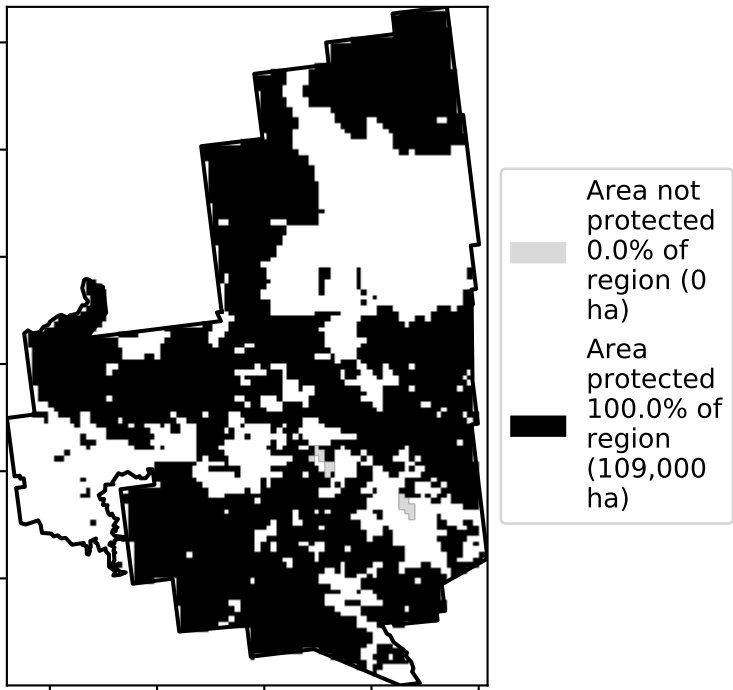 Area not
protected
0.0% of
region (0
ha)
Area
protected
100.0% of
region
(109,000
ha)